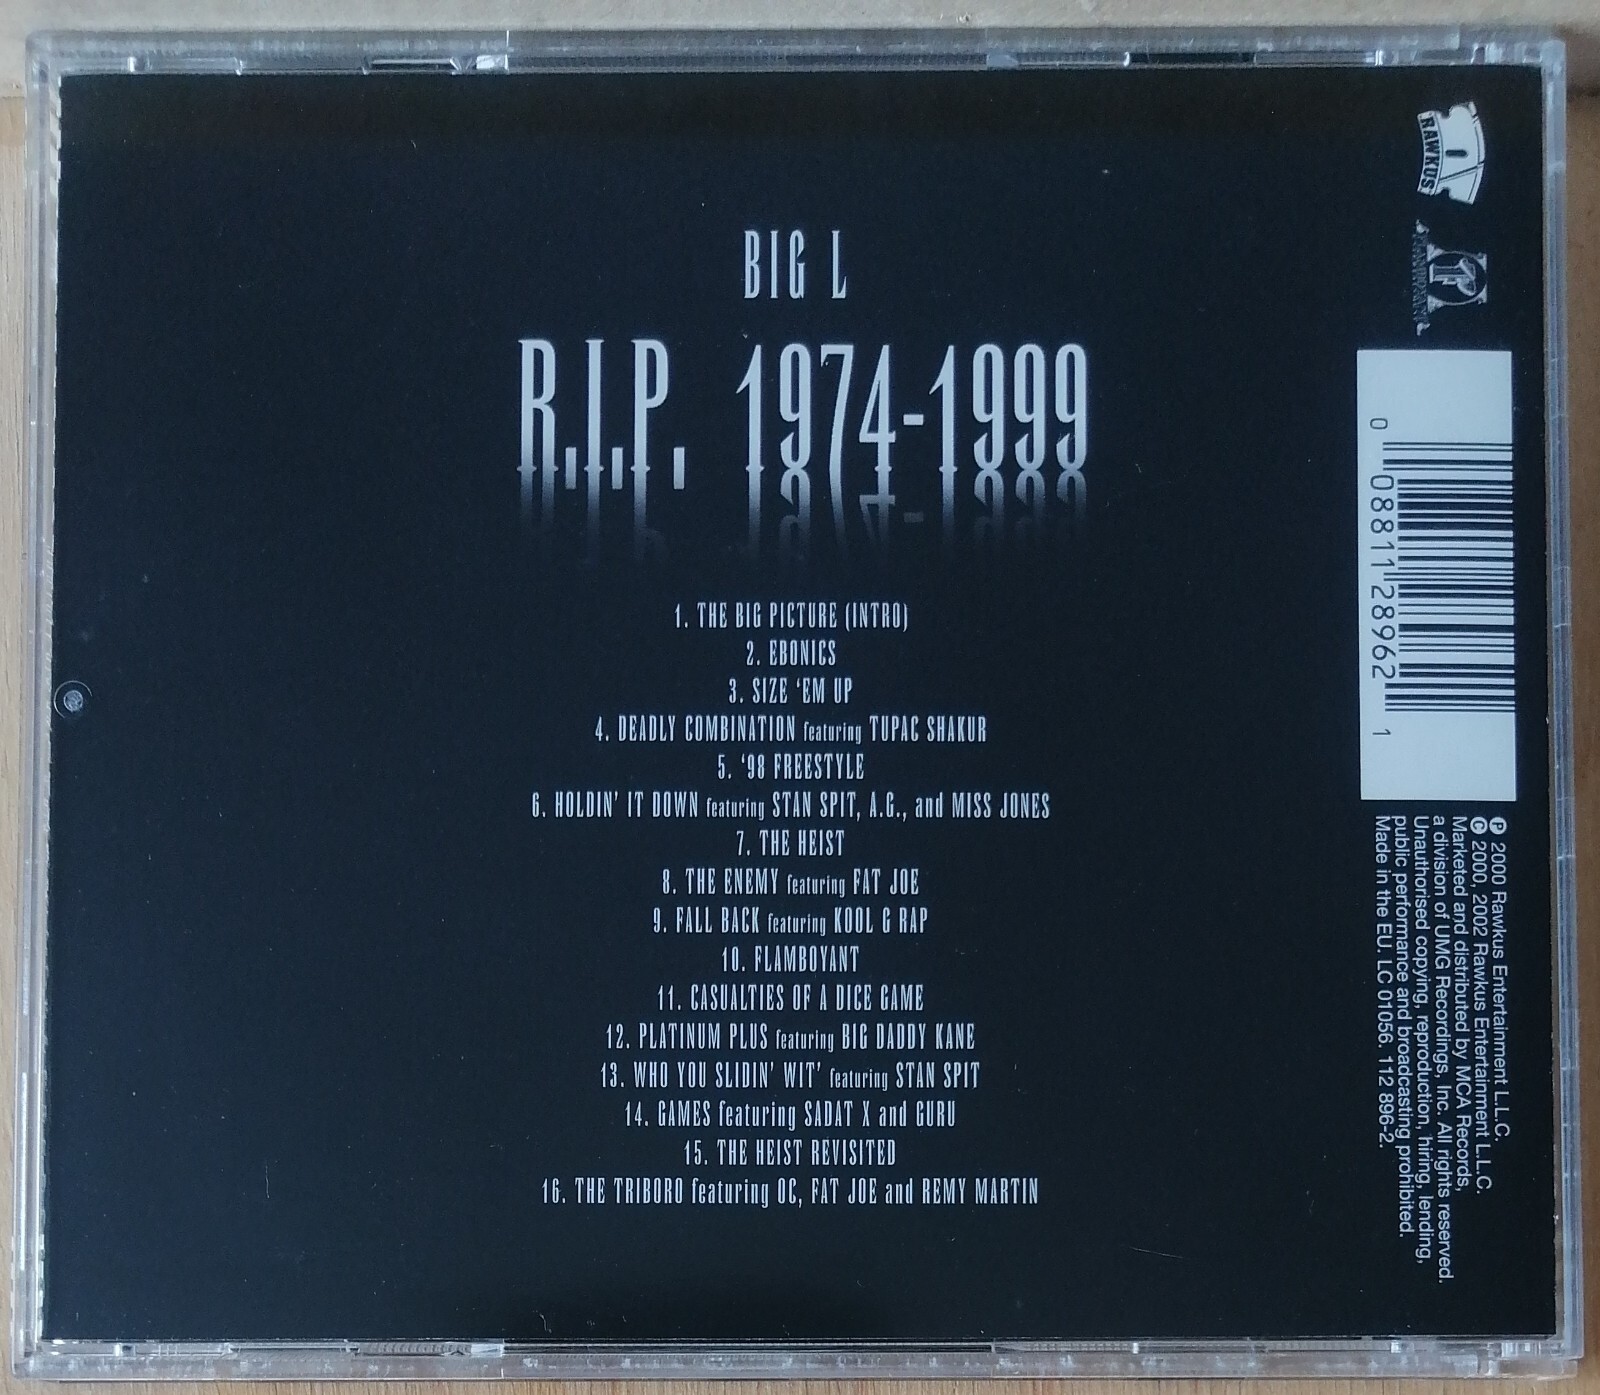 BIG L
R.I.P. 1974-1999
1. THE BIG PICTURE (INTRO)
2. EBONICS
3. SIZE ‘EM UP
4. DEADLY COMBINATION featuring TUPAC SHAKUR
5. ‘98 FREESTYLE
6. HOLDIN’ IT DOWN featuring STAN SPIT, A.G., and MISS JONES
7. THE HEIST
8. THE ENEMY featuring FAT JOE
9. FALL BACK featuring KOOL G RAP
10. FLAMBOYANT
11. CASUALTIES OF A DICE GAME
12. PLATINUM PLUS featuring BIG DADDY KANE
13. WHO YOU SLIDIN’ WIT’ featuring STAN SPIT
14. GAMES featuring SADAT X and GURU
15. THE HEIST REVISITED
16. THE TRIBORO featuring OC, FAT JOE and REMY MARTIN
RAWKUS
0 08811 28962 1
℗ 2000 Rawkus Entertainment L.L.C.
© 2000, 2002 Rawkus Entertainment L.L.C.
Marketed and distributed by MCA Records,
a division of UMG Recordings, Inc. All rights reserved.
Unauthorised copying, reproduction, hiring, lending,
public performance and broadcasting prohibited.
Made in the EU. LC 01056. 112 896-2.